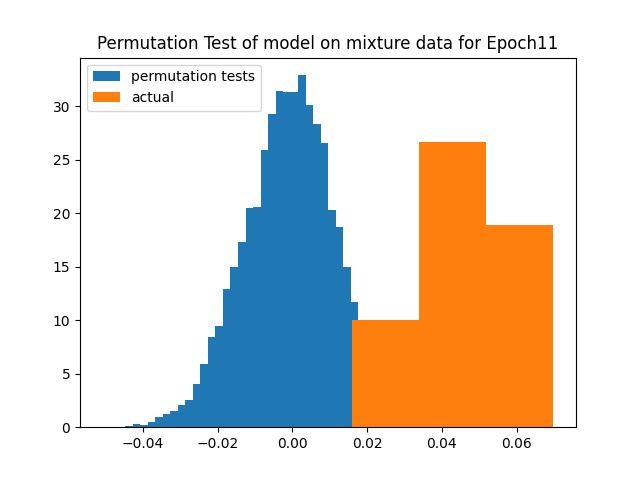 Permutation Test of model on mixture data for Epoch11
permutation tests
actual
30
25
20
15
10
5
0
−0.04 −0.02 0.00 0.02 0.04 0.06